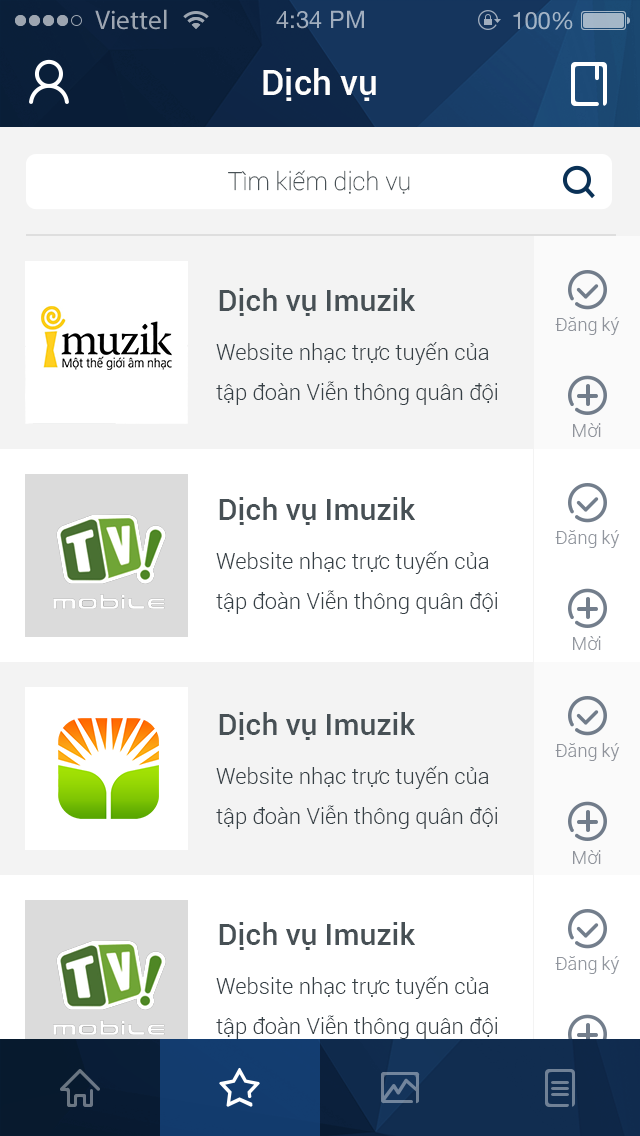 Viettel 4:34 PM 100%
Dịch vụ
Tìm kiếm dịch vụ
imuzik
Một thế giới âm nhạc
Dịch vụ Imuzik
Website nhạc trực tuyến của
tập đoàn Viễn thông quân đội
Đăng ký
Mời
TV!
mobile
Dịch vụ Imuzik
Website nhạc trực tuyến của
tập đoàn Viễn thông quân đội
Đăng ký
Mời
Dịch vụ Imuzik
Website nhạc trực tuyến của
tập đoàn Viễn thông quân đội
Đăng ký
Mời
TV!
mobile
Dịch vụ Imuzik
Website nhạc trực tuyến của
tập đoàn Viễn thông quân đội
Đăng ký